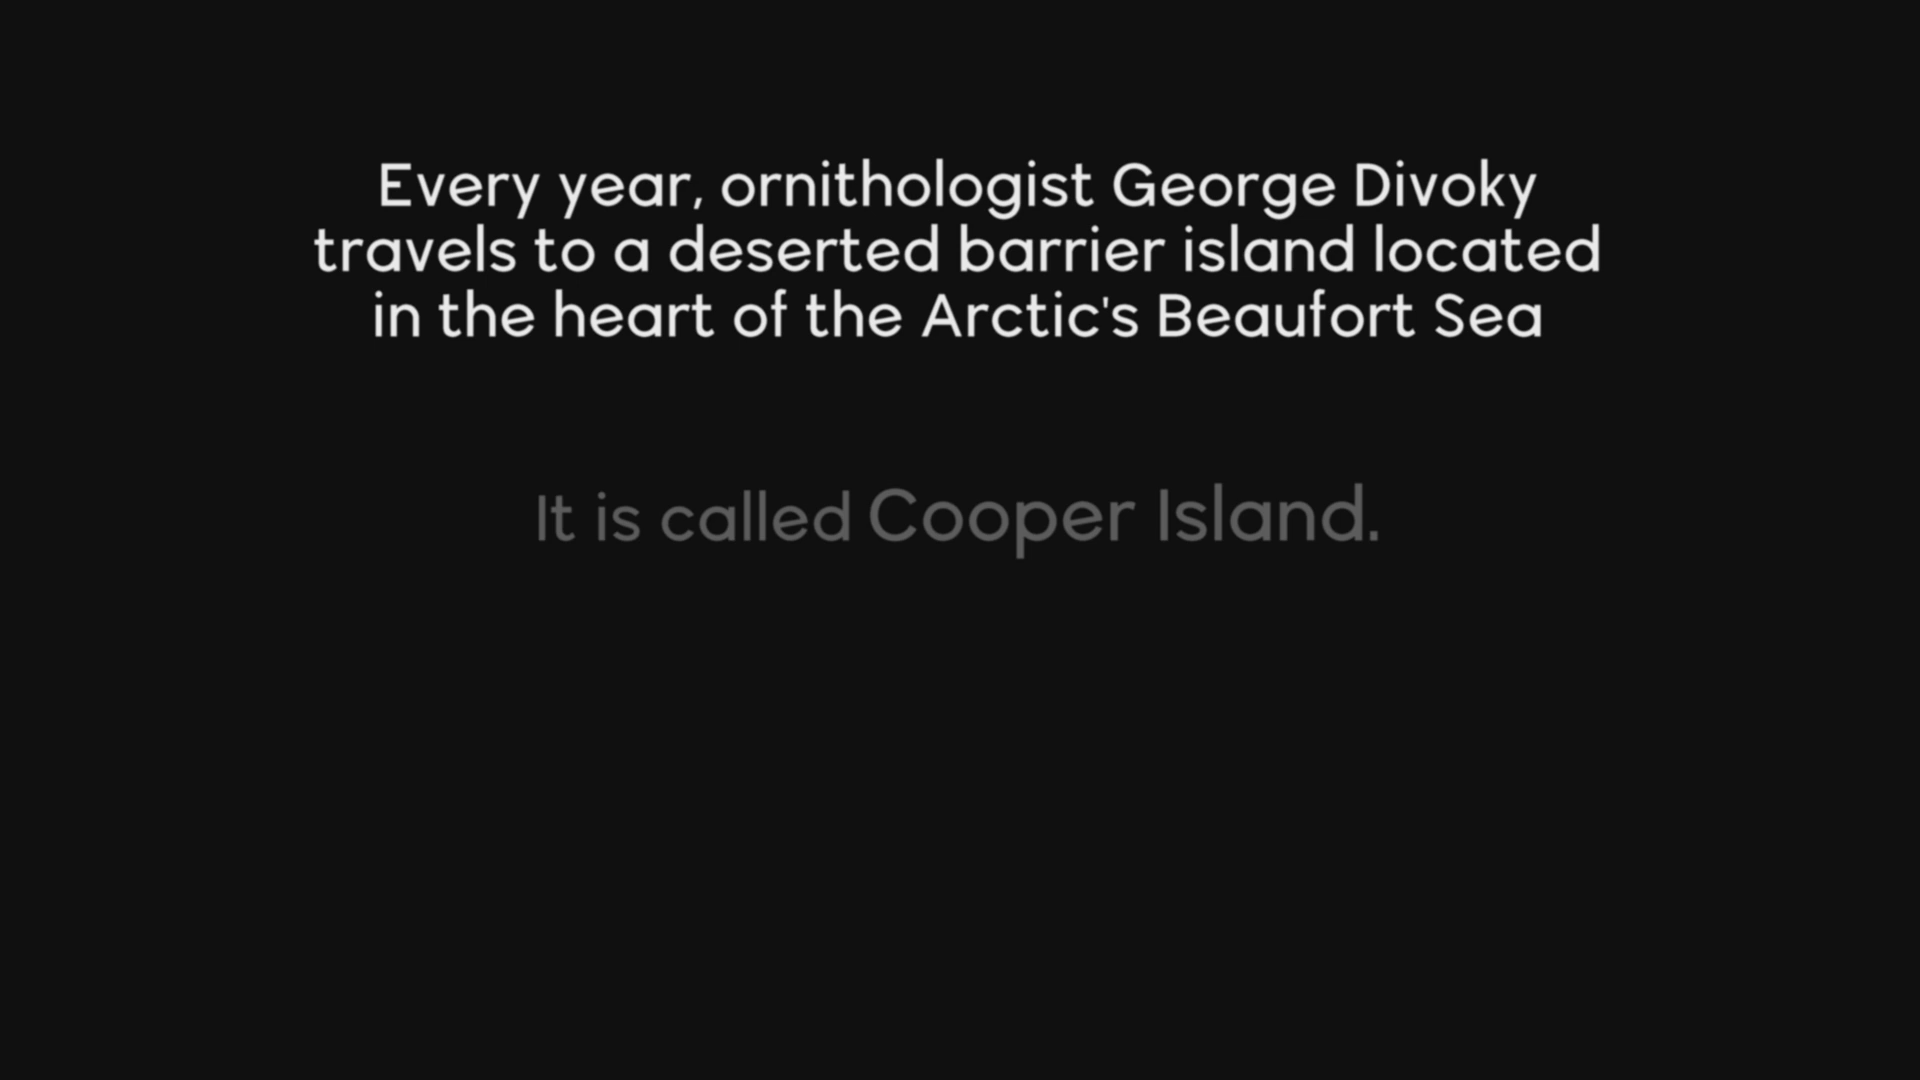 Every year, ornithologist George Divoky
travels to a deserted barrier island located
in the heart of the Arctic's Beaufort Sea
It is called Cooper Island.